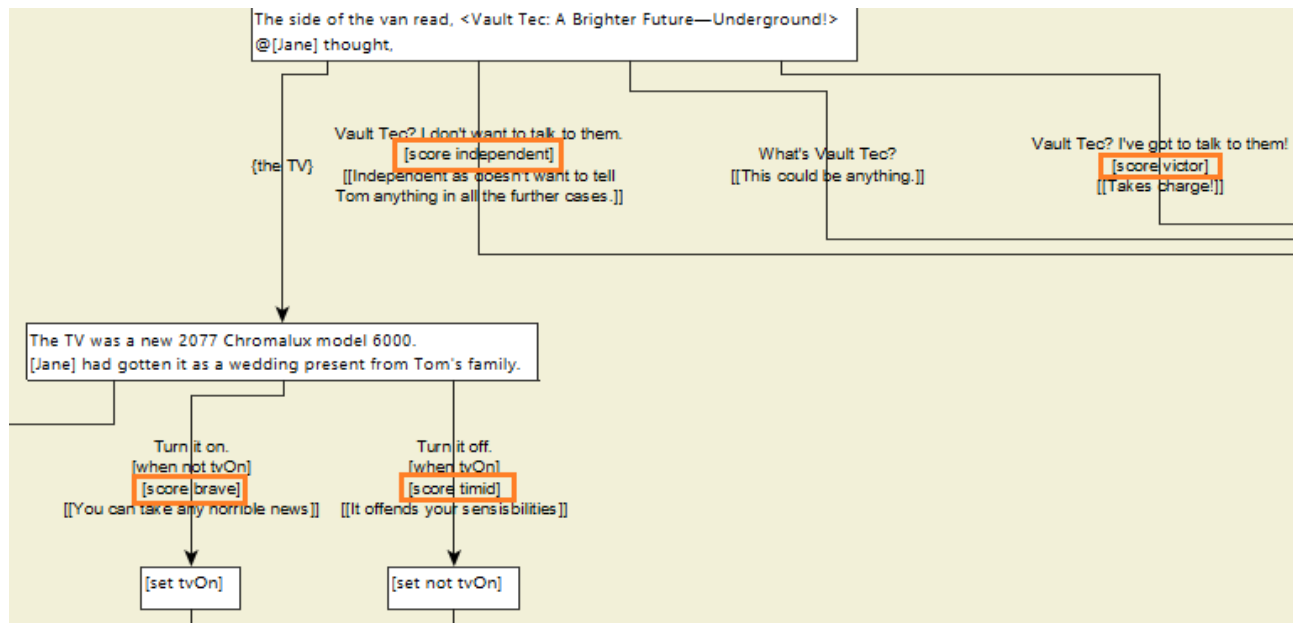 The side of the van read, <Vault Tec: A Brighter Future—Underground!>
@[Jane] thought,
{the TV}
Vault Tec? I don't want to talk to them.
[score independent]
[[Independent as doesn't want to tell
Tom anything in all the further cases.]]
What's Vault Tec?
[[This could be anything.]]
Vault Tec? I've got to talk to them!
[score victor]
[[Takes charge!]]
The TV was a new 2077 Chromalux model 6000.
[Jane] had gotten it as a wedding present from Tom's family.
Turn it on.
[when not tvOn]
[score brave]
[[You can take any horrible news]]
Turn it off.
[when tvOn]
[score timid]
[[It offends your sensisbilities]]
[set tvOn]
[set not tvOn]